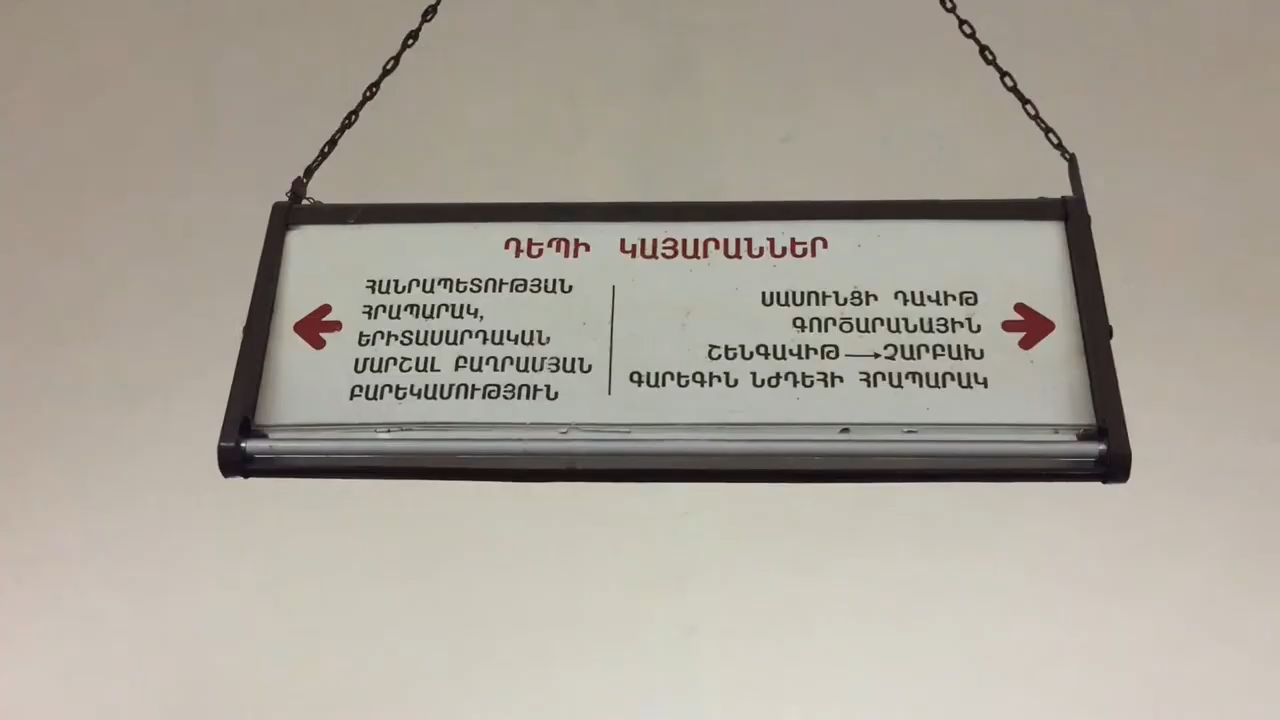 ԴԵՊԻ ԿԱՅԱՐԱՆՆԵՐ
ՀԱՆՐԱՊԵՏՈՒԹՅԱՆ
ՀՐԱՊԱՐԱԿ,
ԵՐԻՏԱՍԱՐԴԱԿԱՆ
ՄԱՐՇԱԼ ԲԱՂՐԱՄՅԱՆ
ԲԱՐԵԿԱՄՈՒԹՅՈՒՆ
ՍԱՍՈՒՆՑԻ ԴԱՎԻԹ
ԳՈՐԾԱՐԱՆԱՅԻՆ
ՇԵՆԳԱՎԻԹ → ՉԱՐԲԱԽ
ԳԱՐԵԳԻՆ ՆԺԴԵՀԻ ՀՐԱՊԱՐԱԿ